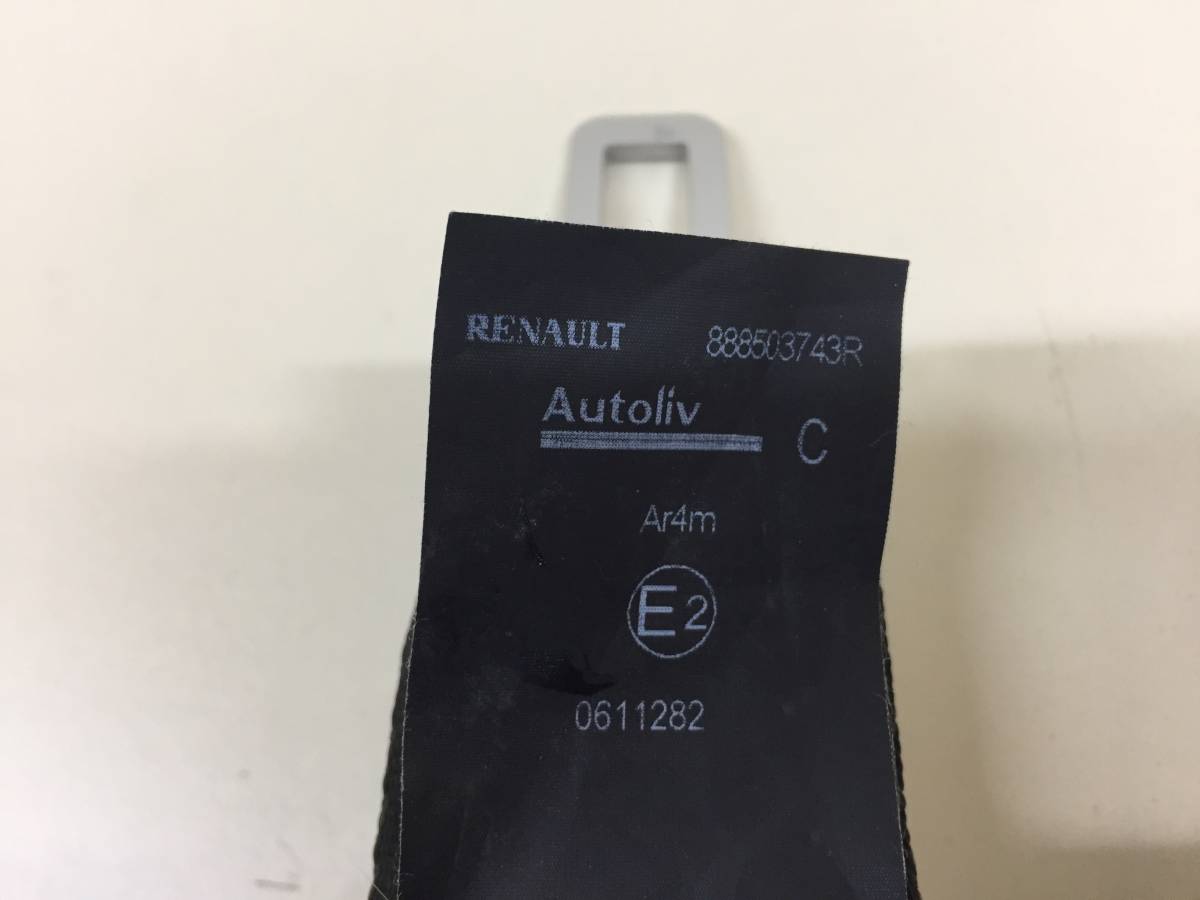 RENAULT 888503743R
Autoliv C
Ar4m
E2
0611282